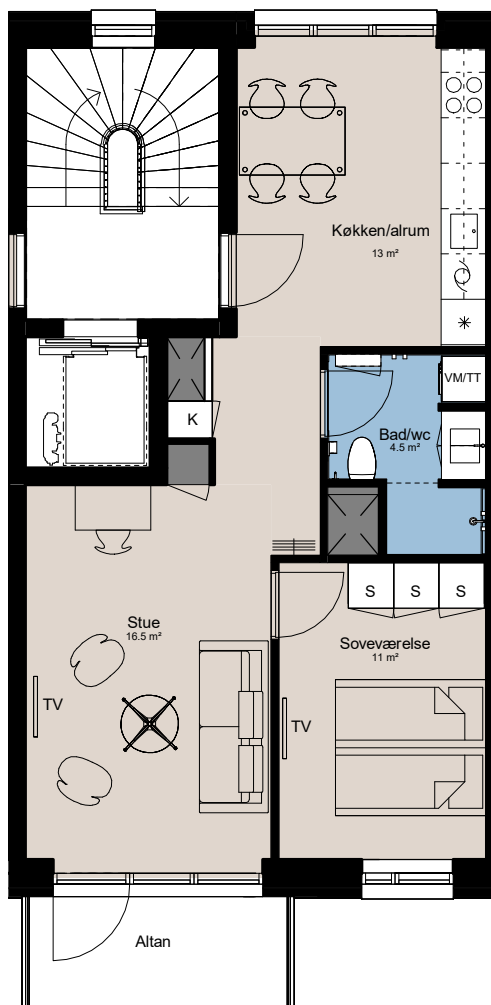 Køkken/alrum
13 m²
VM/TT
K
Bad/wc
4.5 m²
S S S
Stue
16.5 m²
Soveværelse
11 m²
TV
TV
Altan